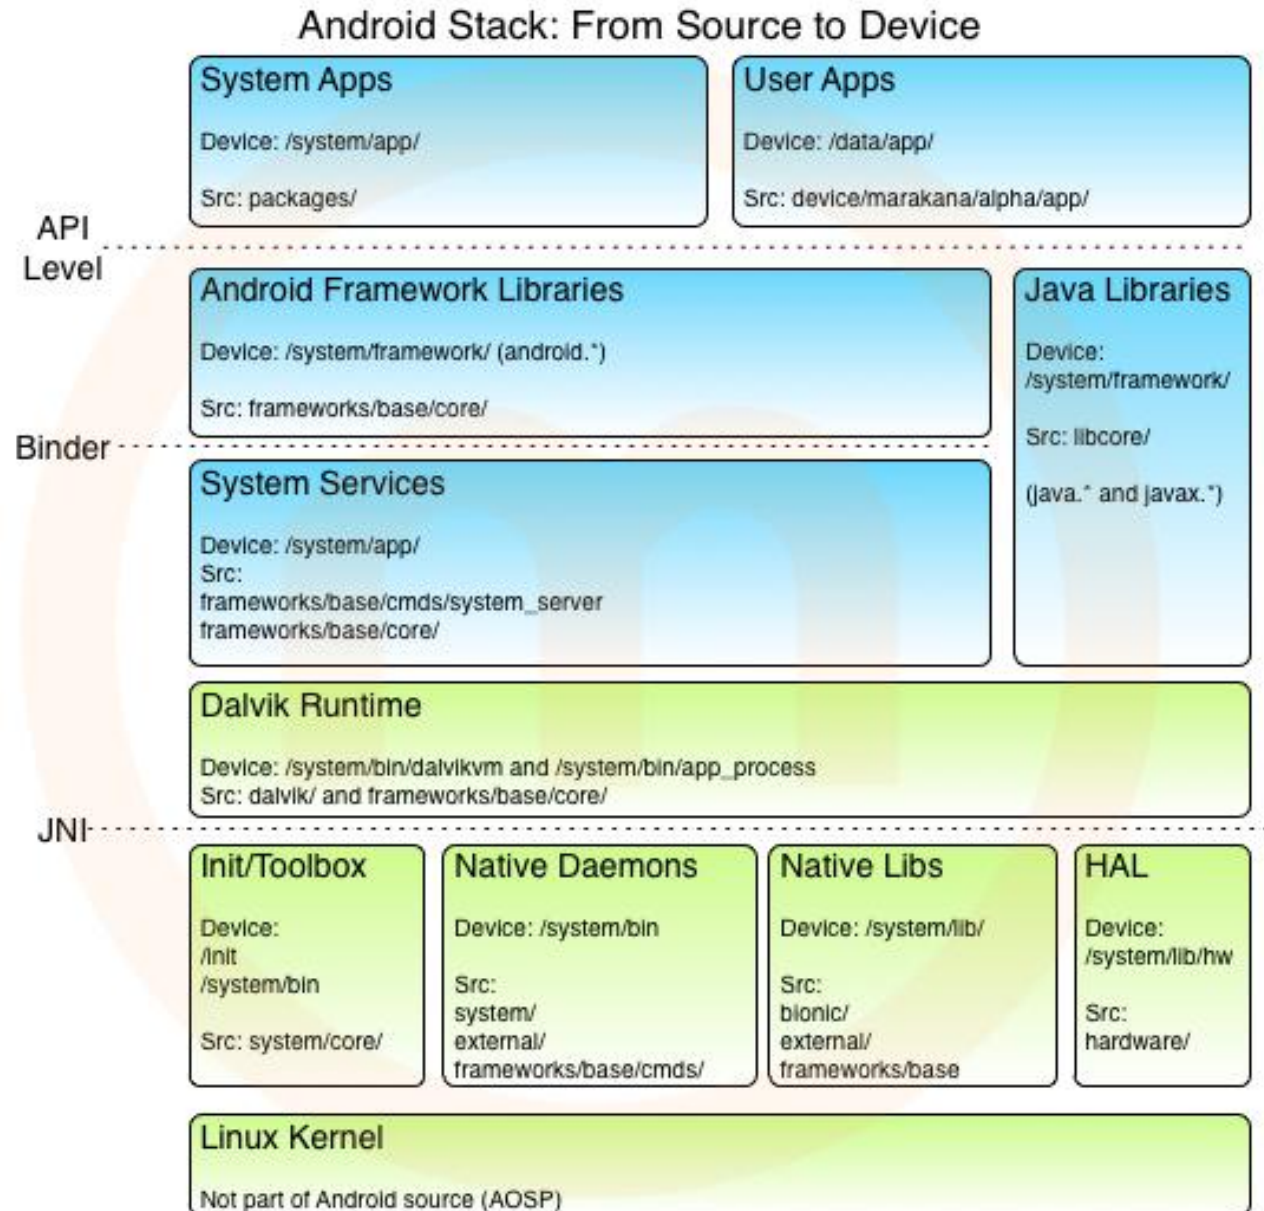 Android Stack: From Source to Device
System Apps
Device: /system/app/
Src: packages/
User Apps
Device: /data/app/
Src: device/marakana/alpha/app/
API
Level
Android Framework Libraries
Device: /system/framework/ (android.*)
Src: frameworks/base/core/
Java Libraries
Device:
/system/framework/
Src: libcore/
(java.* and javax.*)
Binder
System Services
Device: /system/app/
Src:
frameworks/base/cmds/system_server
frameworks/base/core/
Dalvik Runtime
Device: /system/bin/dalvikvm and /system/bin/app_process
Src: dalvik/ and frameworks/base/core/
JNI
Init/Toolbox
Device:
/init
/system/bin
Src: system/core/
Native Daemons
Device: /system/bin
Src:
system/
external/
frameworks/base/cmds/
Native Libs
Device: /system/lib/
Src:
bionic/
external/
frameworks/base
HAL
Device:
/system/lib/hw
Src:
hardware/
Linux Kernel
Not part of Android source (AOSP)
m